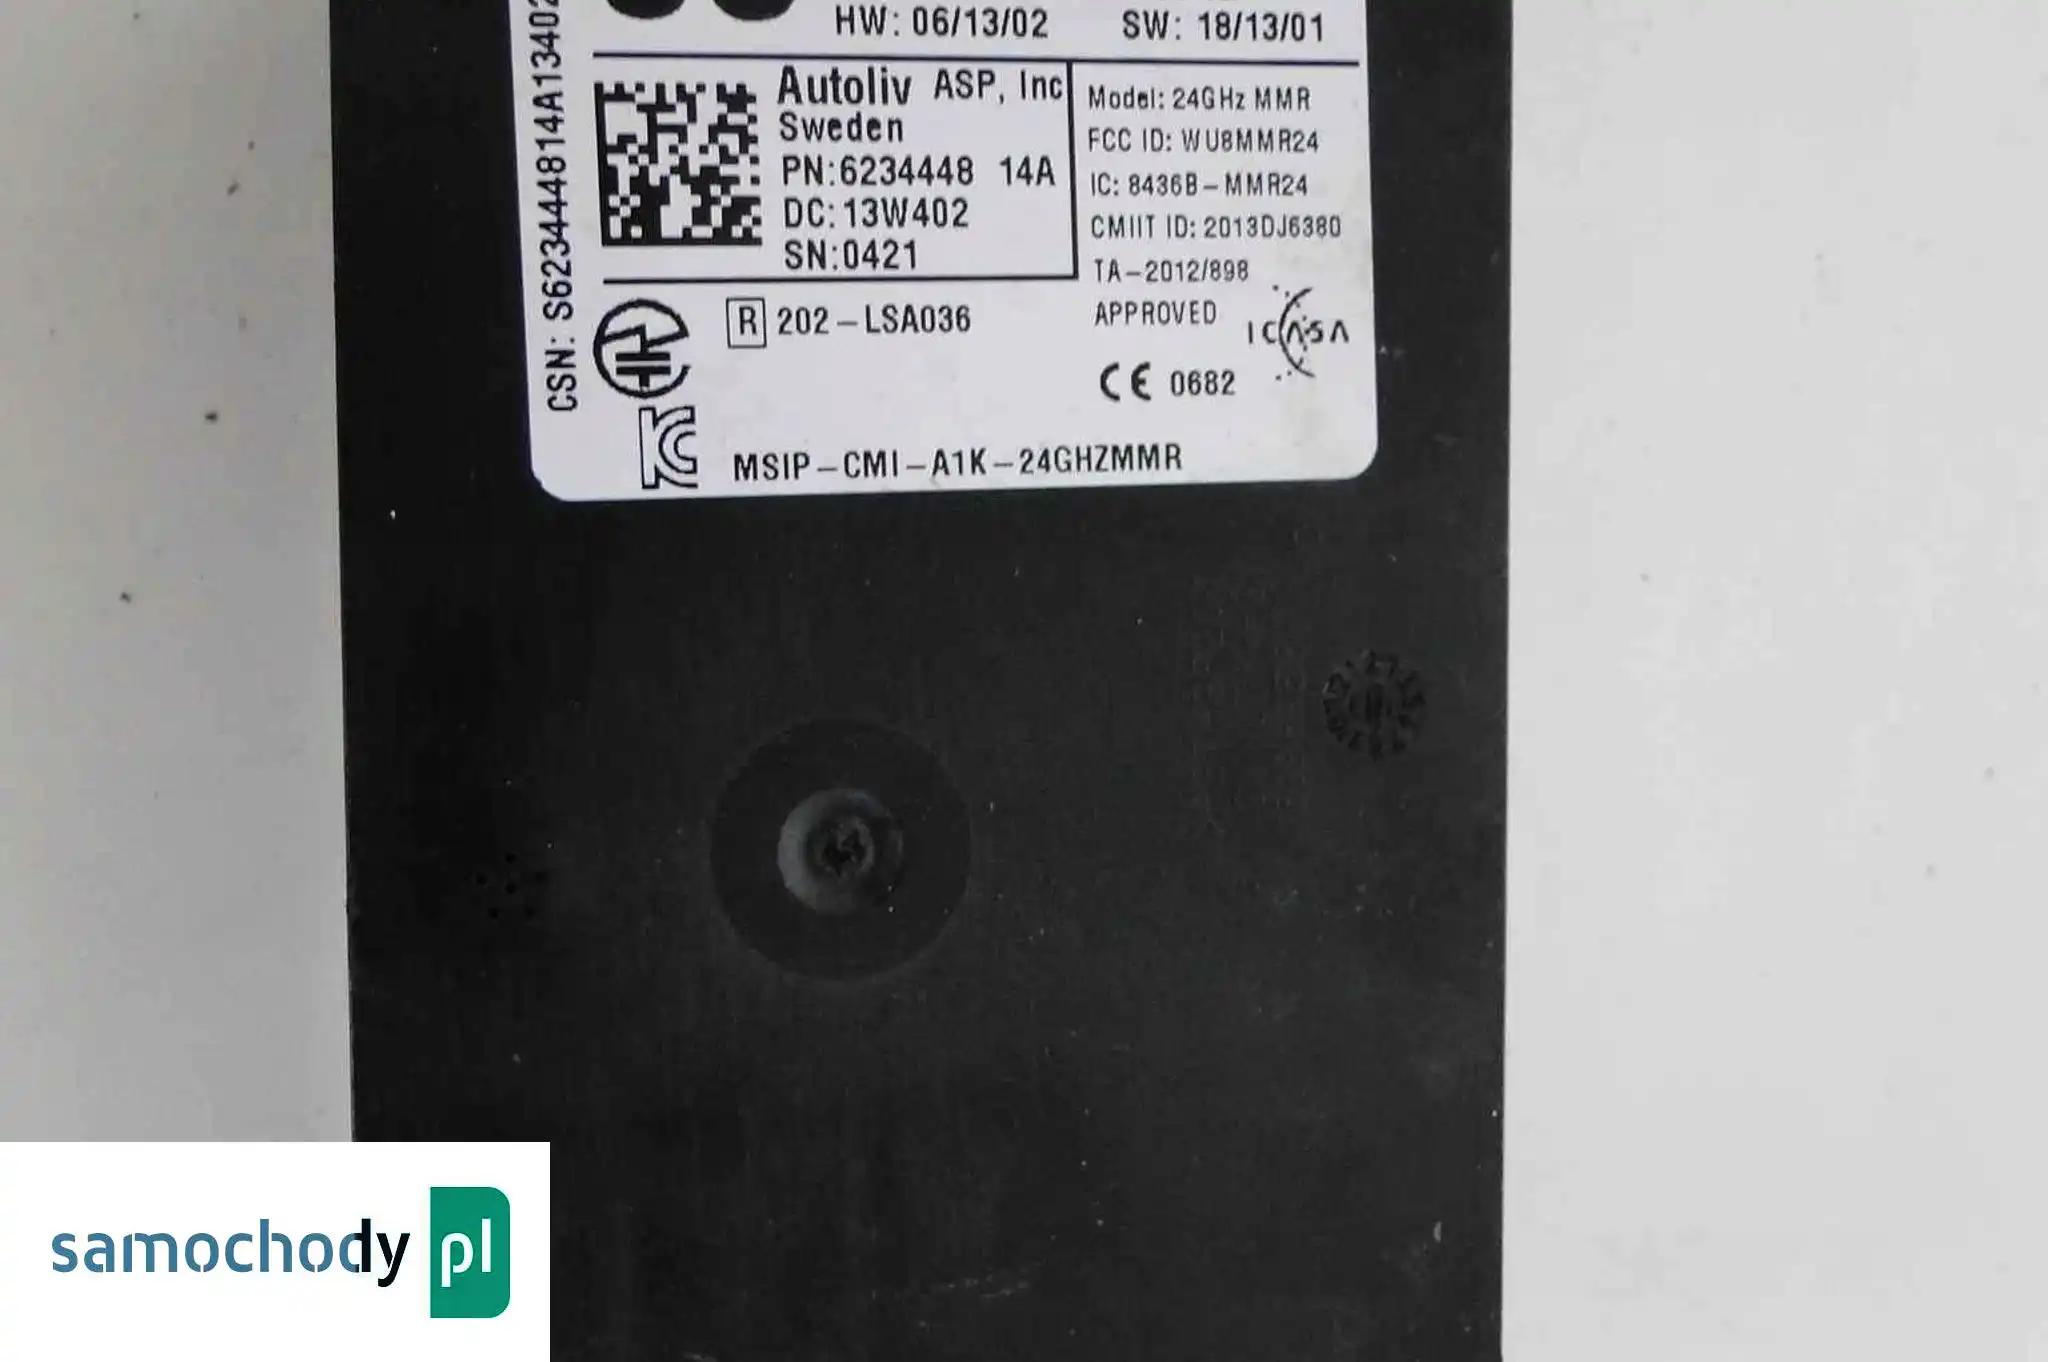 HW: 06/13/02 SW: 18/13/01
CSN: S623444814A13402
Autoliv ASP, Inc
Sweden
PN:6234448 14A
DC:13W402
SN:0421
Model: 24GHz MMR
FCC ID: WU8MMR24
IC: 8436B-MMR24
CMIIT ID: 2013DJ6380
TA-2012/898
APPROVED
ICASA
R 202-LSA036
CE 0682
MSIP-CMI-A1K-24GHZMMR
samochody pl